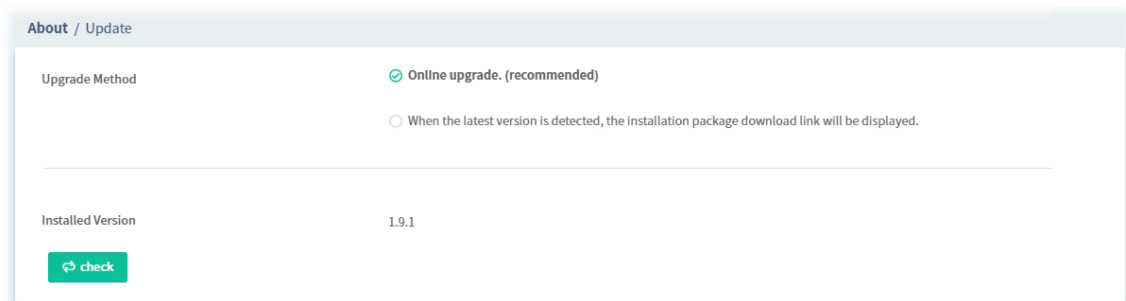 About / Update
Upgrade Method
Online upgrade. (recommended)
When the latest version is detected, the installation package download link will be displayed.
Installed Version
1.9.1
check